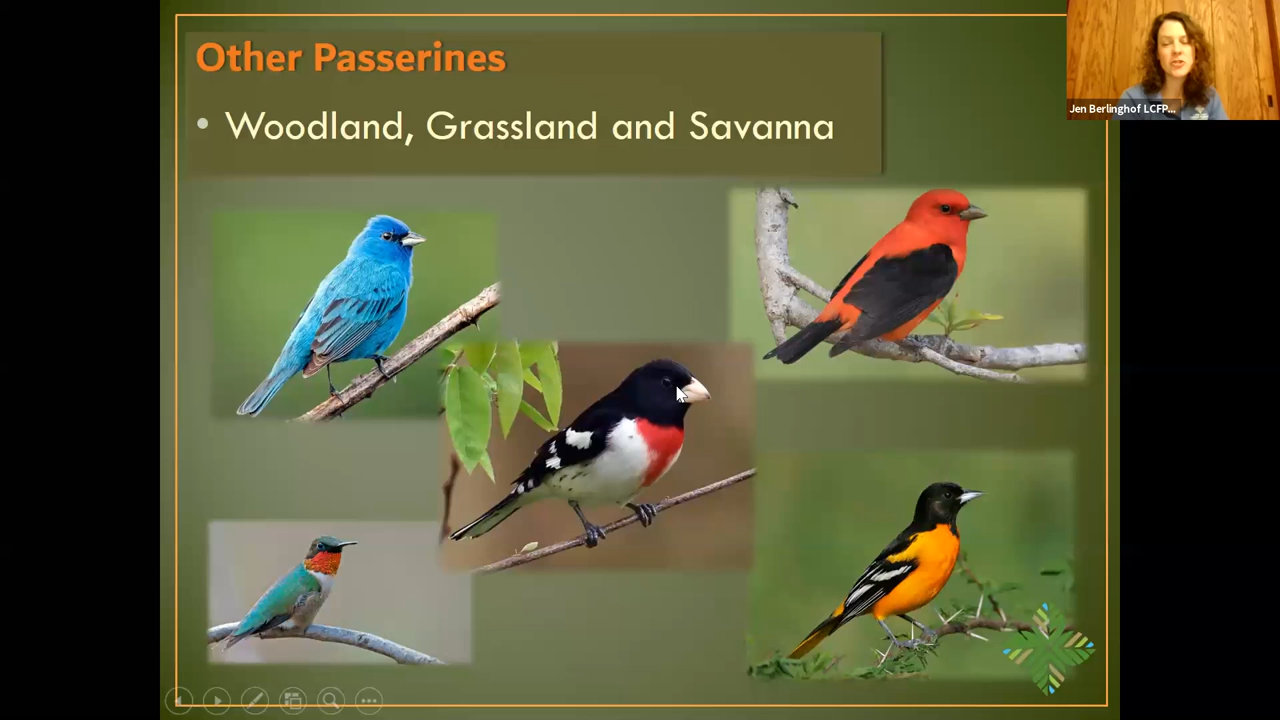 Other Passerines
• Woodland, Grassland and Savanna
Jen Berlinghof LCFP...